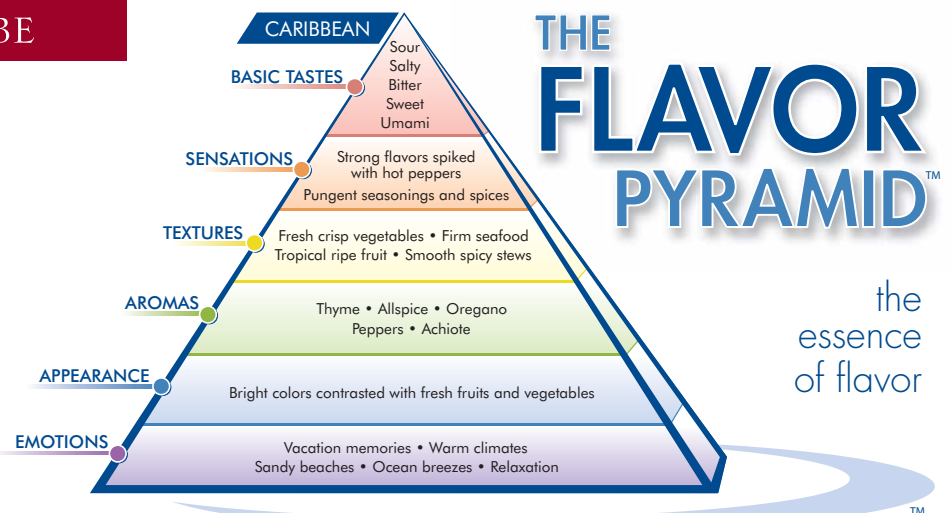 BE
CARIBBEAN
THE
FLAVOR
PYRAMID™
the
essence
of flavor
BASIC TASTES
Sour
Salty
Bitter
Sweet
Umami
SENSATIONS
Strong flavors spiked
with hot peppers
Pungent seasonings and spices
TEXTURES
Fresh crisp vegetables • Firm seafood
Tropical ripe fruit • Smooth spicy stews
AROMAS
Thyme • Allspice • Oregano
Peppers • Achiote
APPEARANCE
Bright colors contrasted with fresh fruits and vegetables
EMOTIONS
Vacation memories • Warm climates
Sandy beaches • Ocean breezes • Relaxation
™